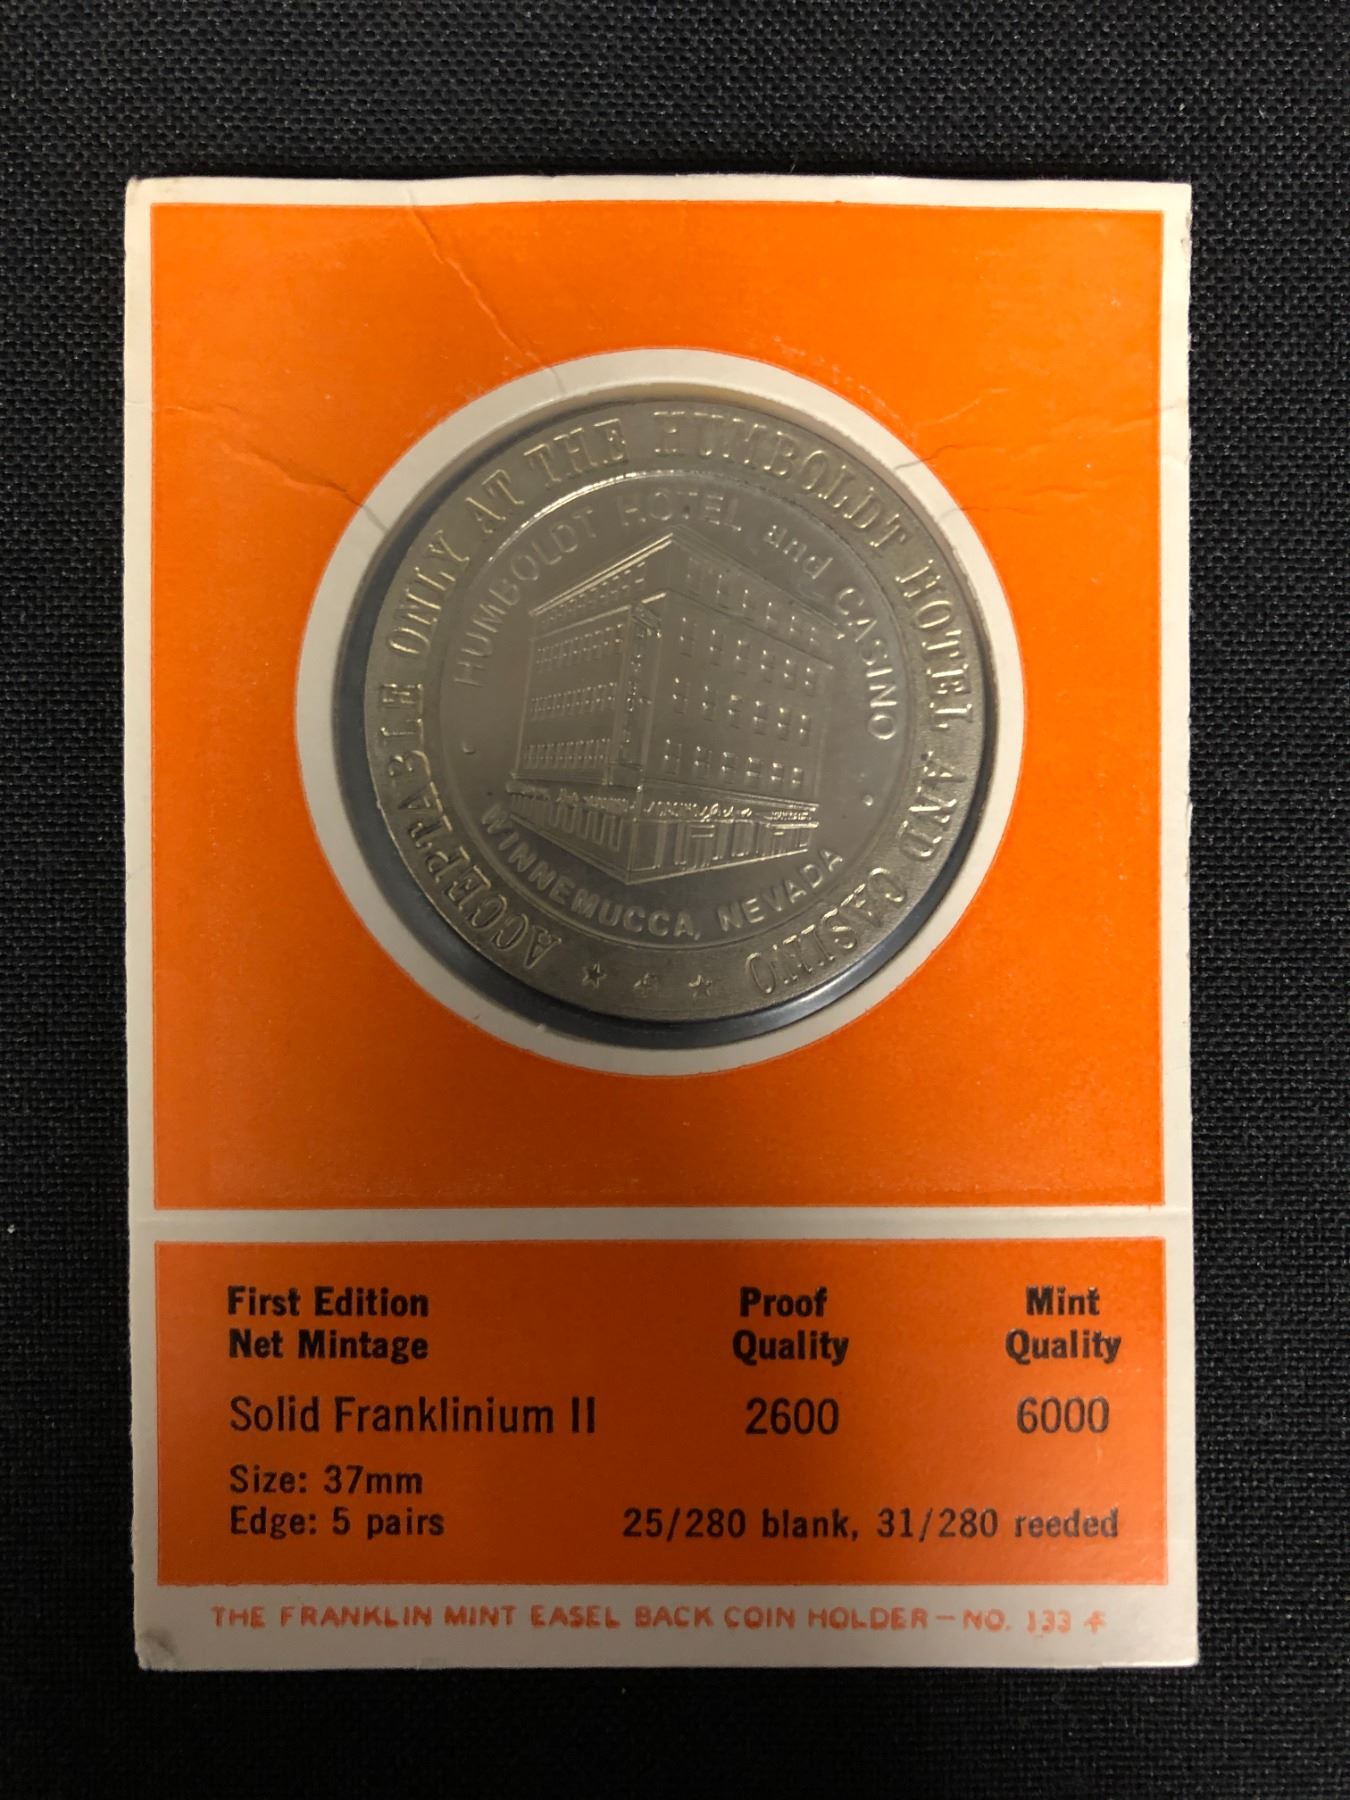 ACCEPTABLE ONLY AT THE HUMBOLDT HOTEL AND CASINO
HUMBOLDT HOTEL and CASINO
WINNEMUCCA, NEVADA
First Edition Proof Mint
Net Mintage Quality Quality
Solid Franklinium II 2600 6000
Size: 37mm
Edge: 5 pairs 25/280 blank, 31/280 reeded
THE FRANKLIN MINT EASEL BACK COIN HOLDER — NO. 133